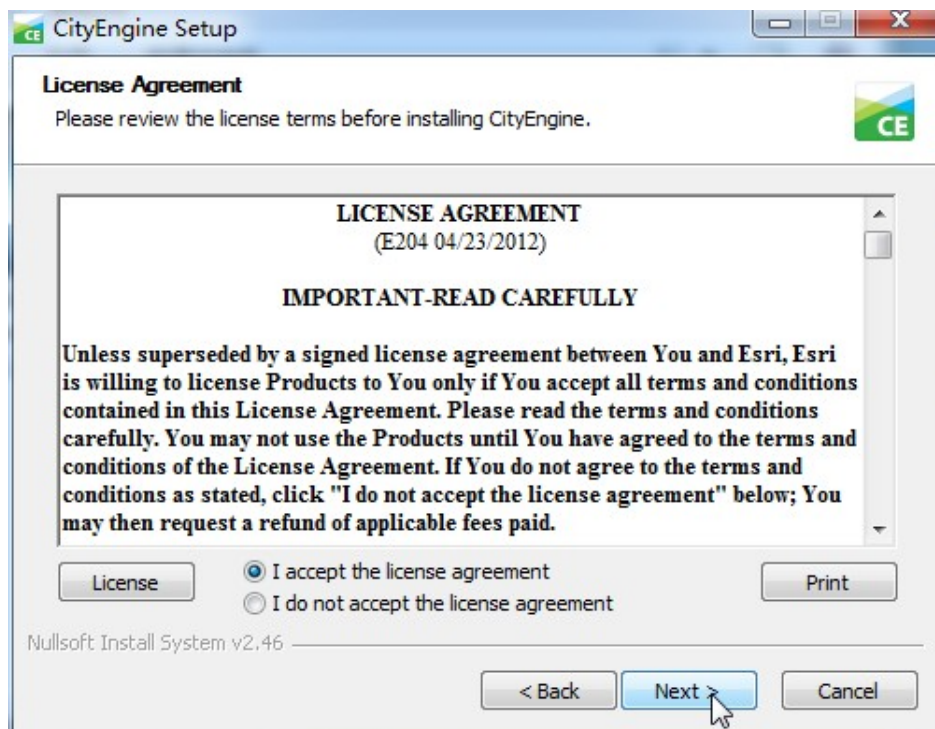 CE CityEngine Setup
License Agreement
Please review the license terms before installing CityEngine.
CE
LICENSE AGREEMENT
(E204 04/23/2012)
IMPORTANT-READ CAREFULLY
Unless superseded by a signed license agreement between You and Esri, Esri
is willing to license Products to You only if You accept all terms and conditions
contained in this License Agreement. Please read the terms and conditions
carefully. You may not use the Products until You have agreed to the terms and
conditions of the License Agreement. If You do not agree to the terms and
conditions as stated, click "I do not accept the license agreement" below; You
may then request a refund of applicable fees paid.
License
I accept the license agreement
I do not accept the license agreement
Print
Nullsoft Install System v2.46
< Back Next > Cancel